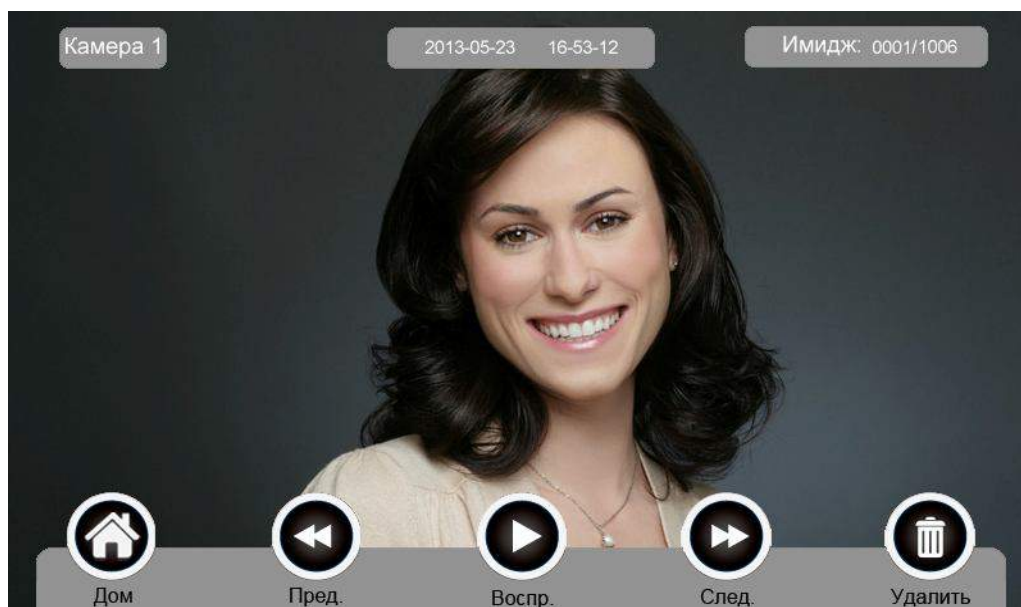 Камера 1
2013-05-23 16-53-12
Имидж: 0001/1006
Дом
Пред.
Воспр.
След.
Удалить